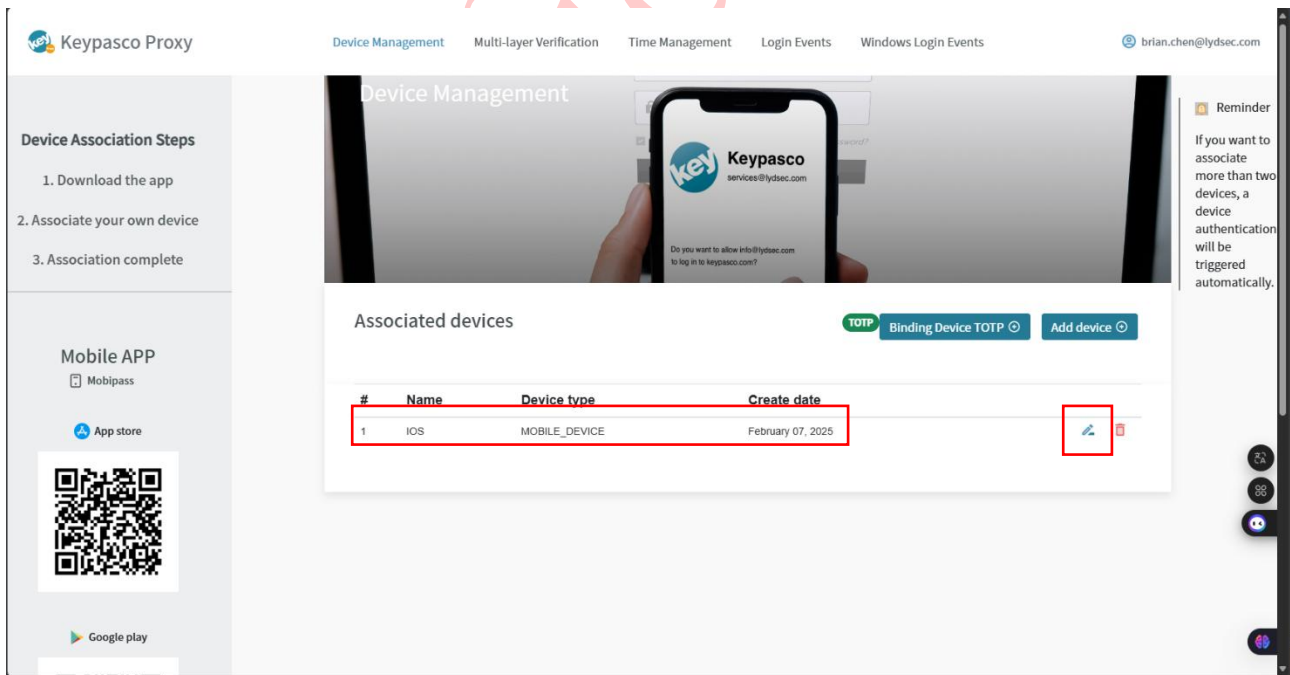 Keypasco Proxy
Device Management Multi-layer Verification Time Management Login Events Windows Login Events
brian.chen@lydsec.com
Device Association Steps
1. Download the app
2. Associate your own device
3. Association complete
Mobile APP
Mobipass
App store
Google play
Device Management
key
Keypasco
services@lydsec.com
Do you want to allow info@lydsec.com
to log in to keypasco.com?
Associated devices
TOTP Binding Device TOTP Add device
# Name Device type Create date
1 IOS MOBILE_DEVICE February 07, 2025
Reminder
If you want to
associate
more than two
devices, a
device
authentication
will be
triggered
automatically.